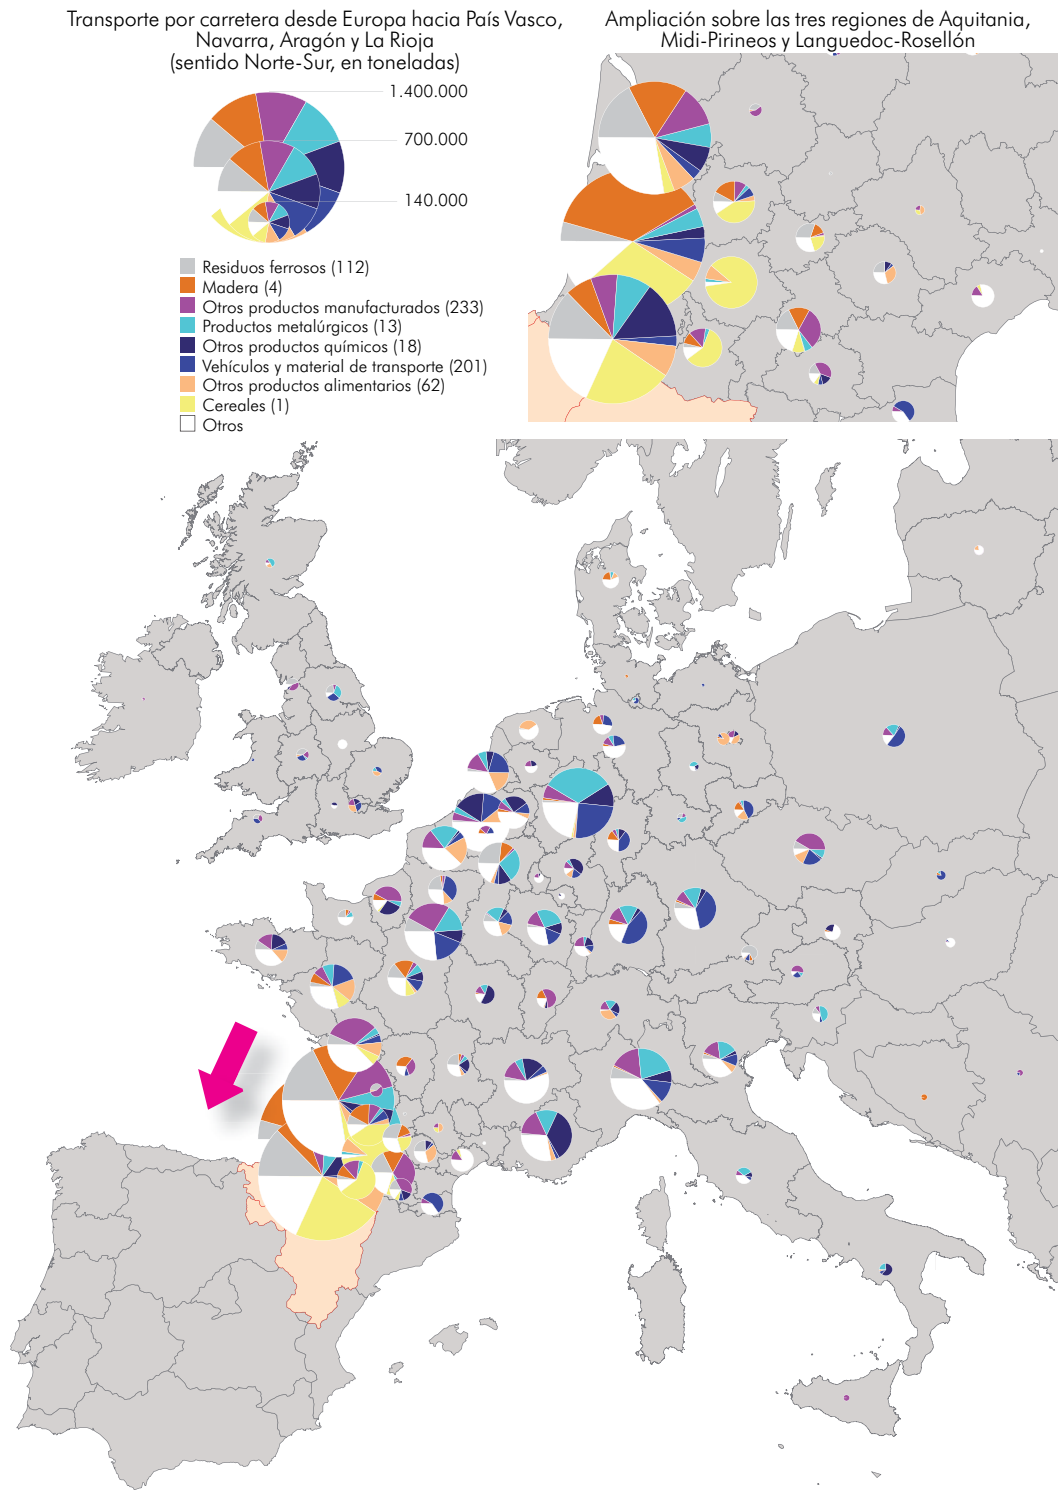 Transporte por carretera desde Europa hacia País Vasco,
Navarra, Aragón y La Rioja
(sentido Norte-Sur, en toneladas)
Ampliación sobre las tres regiones de Aquitania,
Midi-Pirineos y Languedoc-Rosellón
1.400.000
700.000
140.000
Residuos ferrosos (112)
Madera (4)
Otros productos manufacturados (233)
Productos metalúrgicos (13)
Otros productos químicos (18)
Vehículos y material de transporte (201)
Otros productos alimentarios (62)
Cereales (1)
Otros